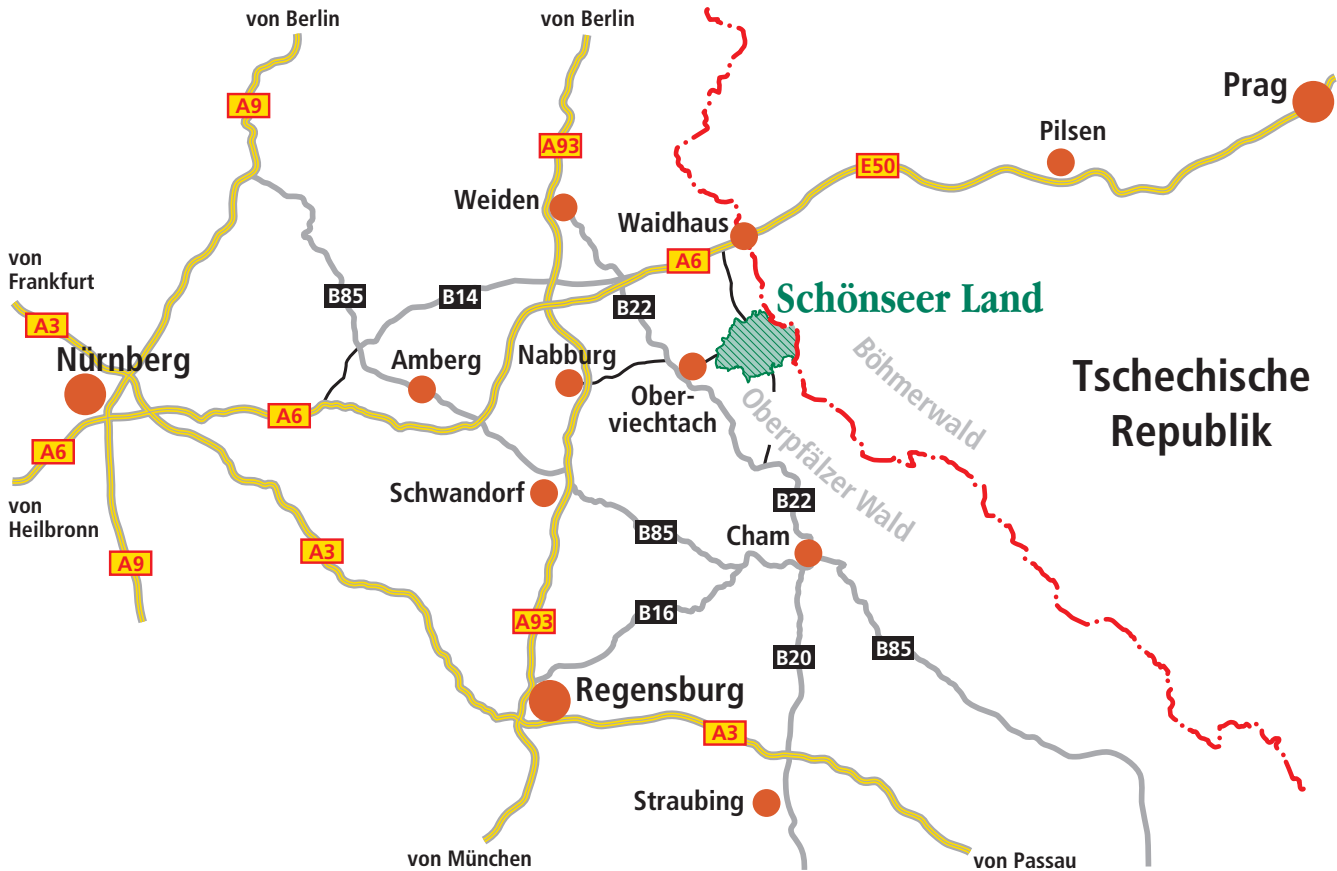 von Berlin
von Berlin
Prag
A9
Pilsen
A93
E50
Weiden
Waidhaus
von
Frankfurt
A6
B85
B14
B22
Schönseer Land
A3
Nürnberg
Amberg
Nabburg
Ober-
viechtach
Böhmerwald
Tschechische
Republik
A6
Oberpfälzer Wald
A6
Schwandorf
B22
von
Heilbronn
B85
Cham
A9
A3
B16
A93
B20
B85
Regensburg
A3
Straubing
von München
von Passau